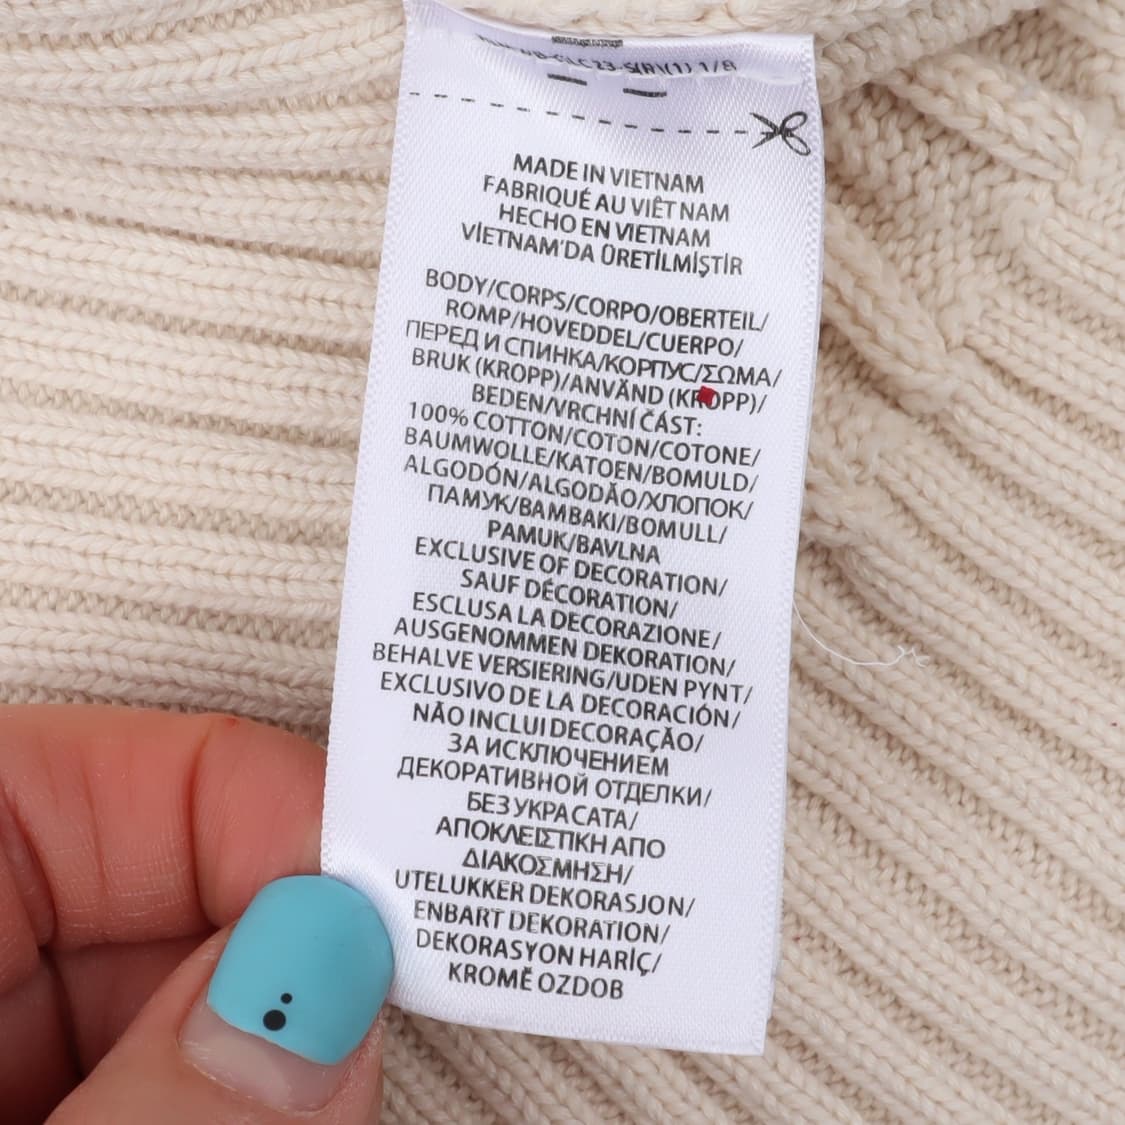 23-S(R)(1) 1/8
MADE IN VIETNAM
FABRIQUÉ AU VIÊT NAM
HECHO EN VIETNAM
VİETNAM'DA ÜRETİLMİŞTİR
BODY/CORPS/CORPO/OBERTEIL/
ROMP/HOVEDDEL/CUERPO/
ПЕРЕД И СПИНКА/КОРПУС/ΣΩΜΑ/
BRUK (KROPP)/ANVÄND (KROPP)/
BEDEN/VRCHNÍ ČÁST:
100% COTTON/COTON/COTONE/
BAUMWOLLE/KATOEN/BOMULD/
ALGODÓN/ALGODÃO/ХЛОПОК/
ПАМУК/BAMBAKI/BOMULL/
PAMUK/BAVLNA
EXCLUSIVE OF DECORATION/
SAUF DÉCORATION/
ESCLUSA LA DECORAZIONE/
AUSGENOMMEN DEKORATION/
BEHALVE VERSIERING/UDEN PYNT/
EXCLUSIVO DE LA DECORACIÓN/
NÃO INCLUI DECORAÇÃO/
ЗА ИСКЛЮЧЕНИЕМ
ДЕКОРАТИВНОЙ ОТДЕЛКИ/
БЕЗ УКРАСАТА/
ΑΠΟΚΛΕΙΣΤΙΚΗ ΑΠΟ
ΔΙΑΚΟΣΜΗΣΗ/
UTELUKKER DEKORASJON/
ENBART DEKORATION/
DEKORASYON HARİÇ/
KROMĚ OZDOB